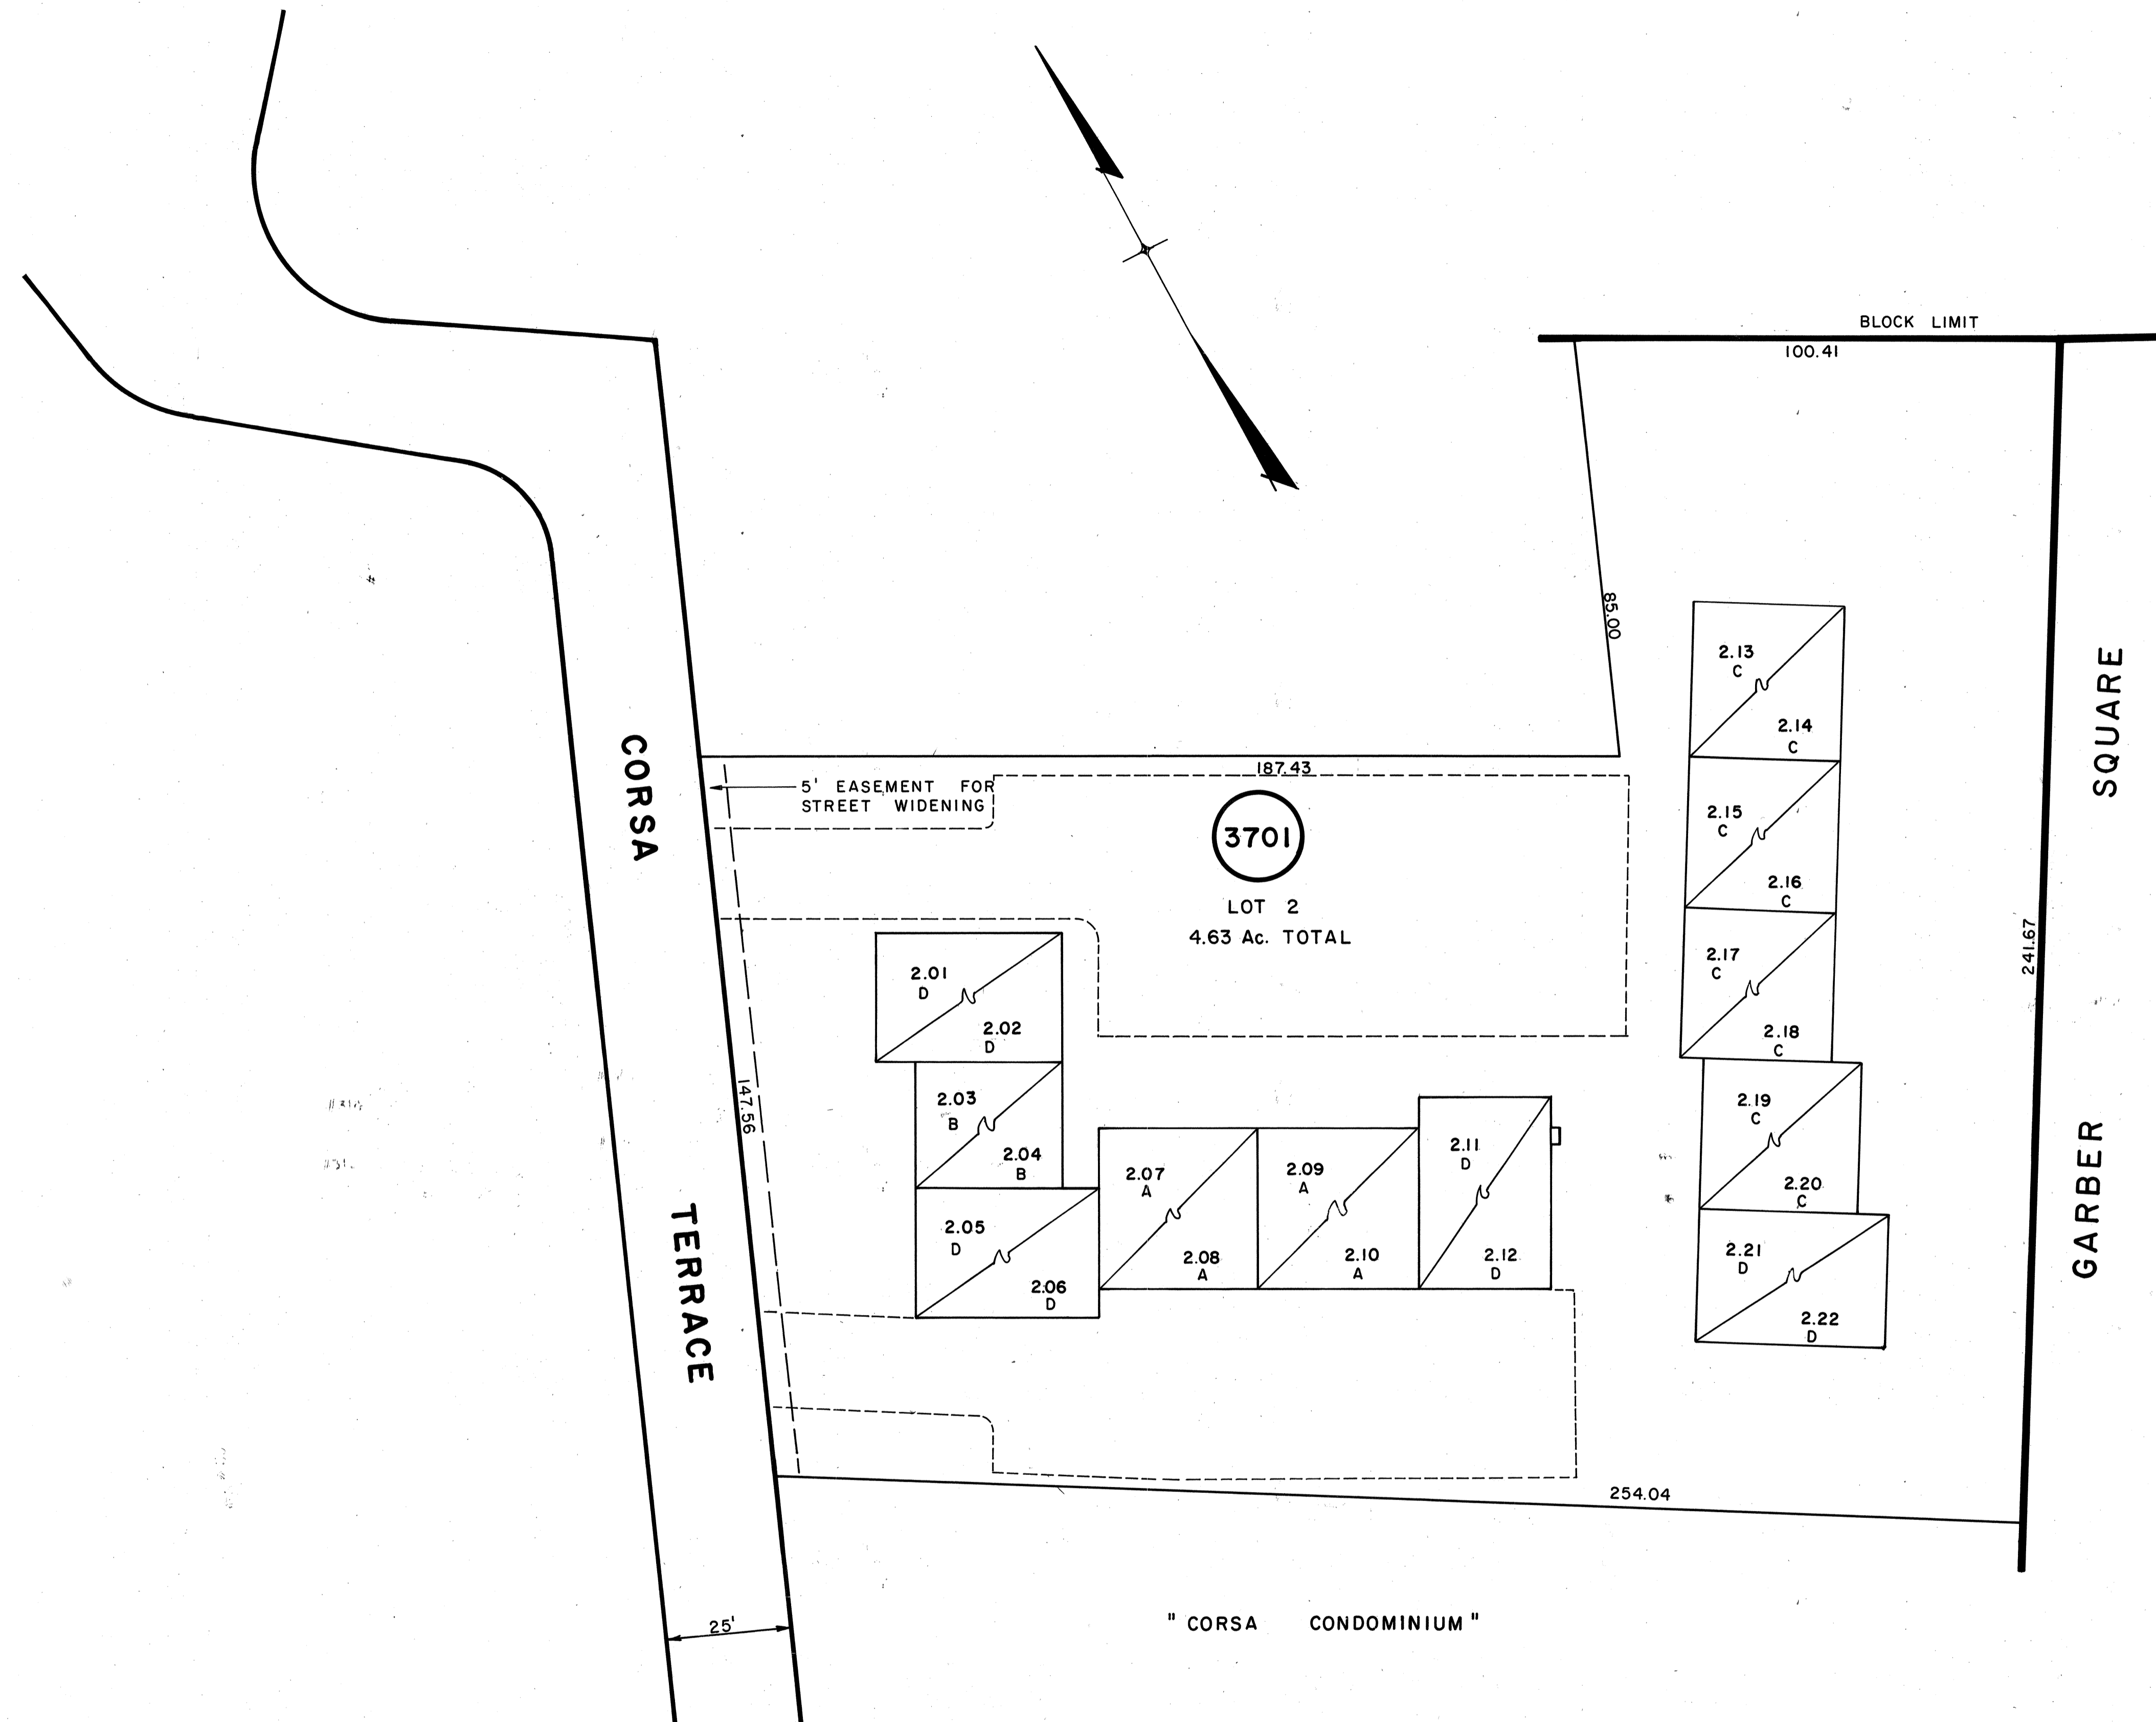 BLOCK LIMIT
100.41
85.00
CORSA
TERRACE
SQUARE
GARBER
187.43
5' EASEMENT FOR
STREET WIDENING
3701
LOT 2
4.63 Ac. TOTAL
241.67
147.56
2.01
D
2.02
D
2.03
B
2.04
B
2.05
D
2.06
D
2.07
A
2.08
A
2.09
A
2.10
A
2.11
D
2.12
D
2.13
C
2.14
C
2.15
C
2.16
C
2.17
C
2.18
C
2.19
C
2.20
C
2.21
D
2.22
D
254.04
25'
" CORSA CONDOMINIUM "